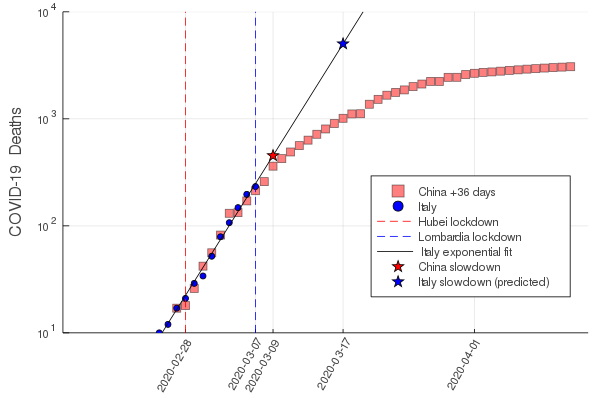 10^4
10^3
10^2
10^1
COVID-19 Deaths
2020-02-28
2020-03-07
2020-03-09
2020-03-17
2020-04-01
China +36 days
Italy
Hubei lockdown
Lombardia lockdown
Italy exponential fit
China slowdown
Italy slowdown (predicted)